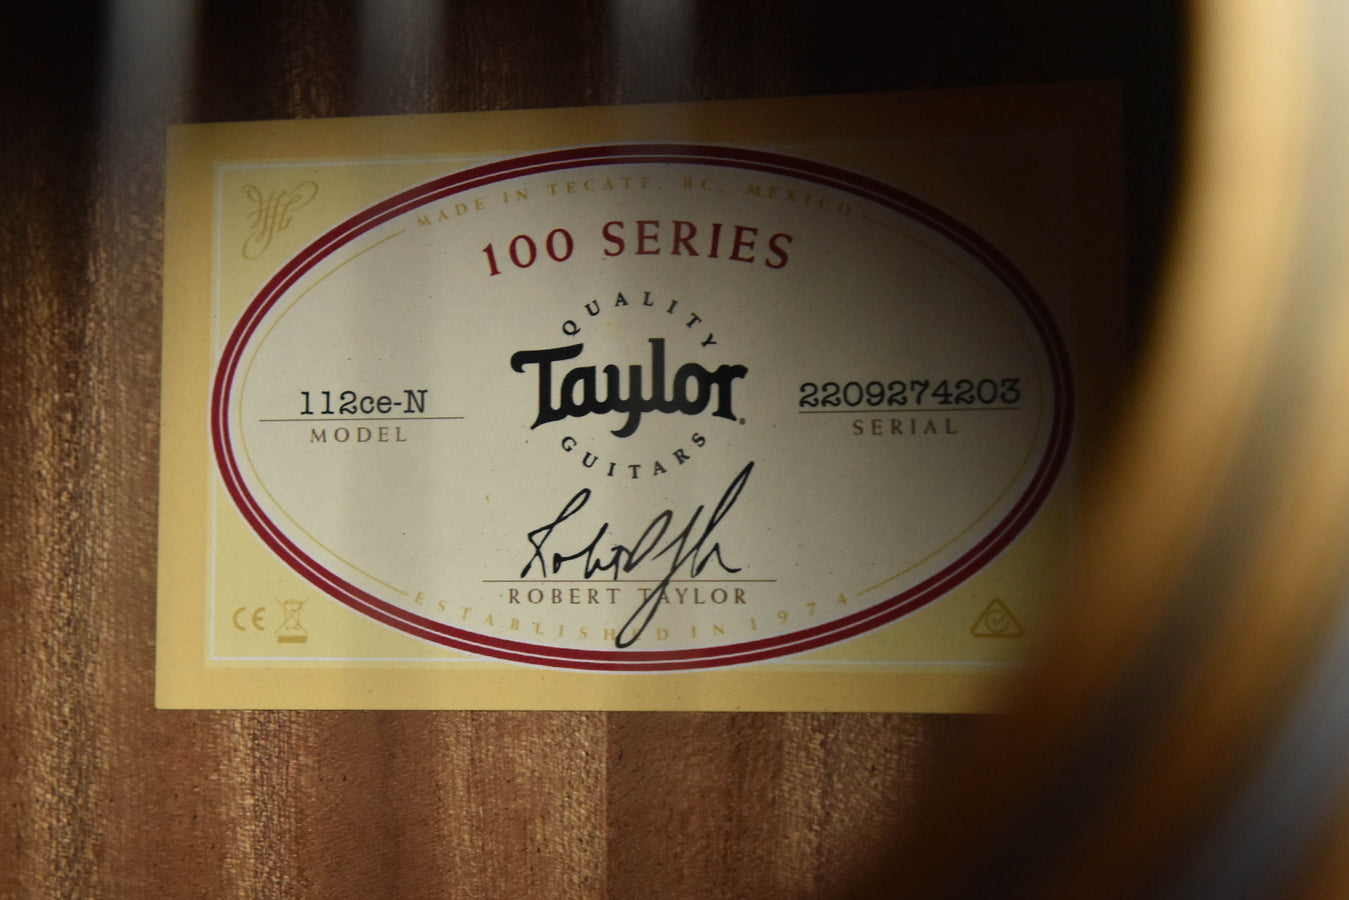 MADE IN TECATE, BC, MEXICO
100 SERIES
QUALITY
Taylor®
GUITARS
112ce-N
MODEL
2209274203
SERIAL
ROBERT TAYLOR
ESTABLISHED IN 1974
CE